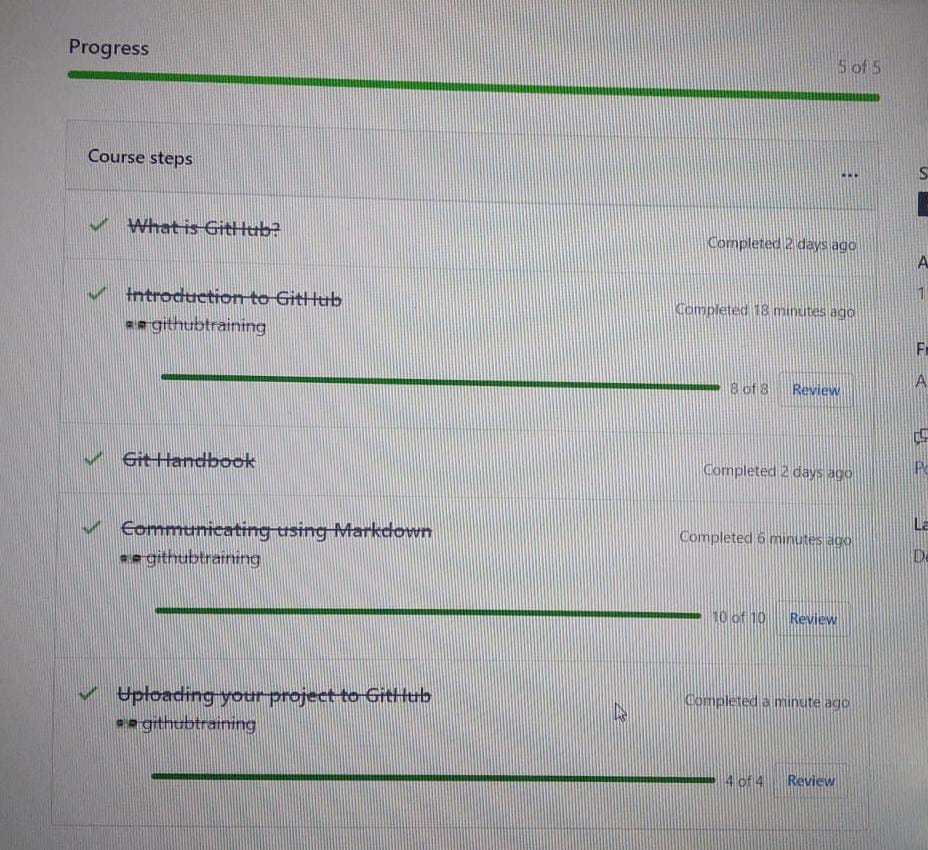 Progress
5 of 5
Course steps
...
What is GitHub?
Completed 2 days ago
Introduction to GitHub
Completed 18 minutes ago
githubtraining
8 of 8 Review
Git Handbook
Completed 2 days ago
Communicating using Markdown
Completed 6 minutes ago
githubtraining
10 of 10 Review
Uploading your project to GitHub
Completed a minute ago
githubtraining
4 of 4 Review